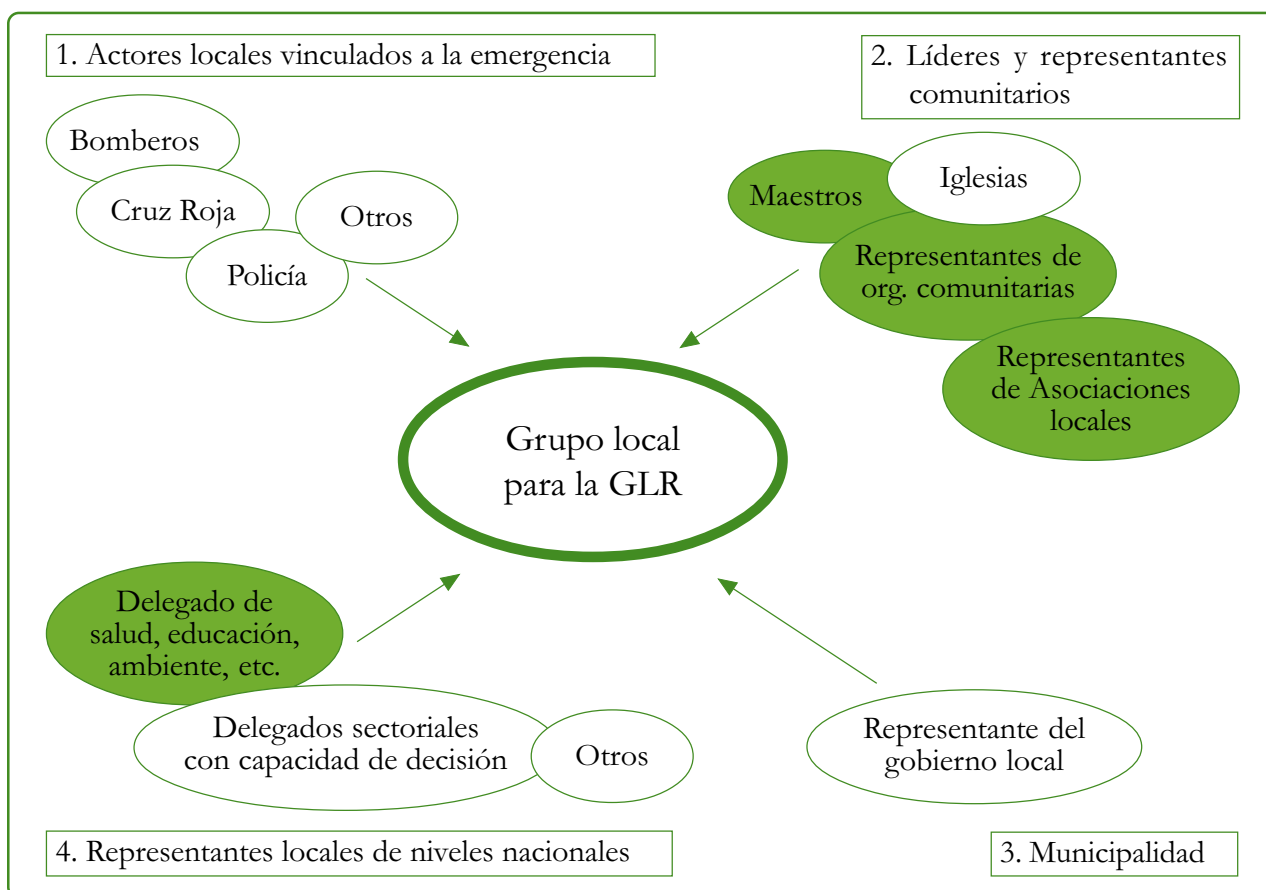 1. Actores locales vinculados a la emergencia
Bomberos
Cruz Roja
Otros
Policía
2. Líderes y representantes
comunitarios
Iglesias
Maestros
Representantes de
org. comunitarias
Representantes
de Asociaciones
locales
Grupo local
para la GLR
Delegado de
salud, educación,
ambiente, etc.
Delegados sectoriales
con capacidad de decisión
Otros
4. Representantes locales de niveles nacionales
Representante del
gobierno local
3. Municipalidad